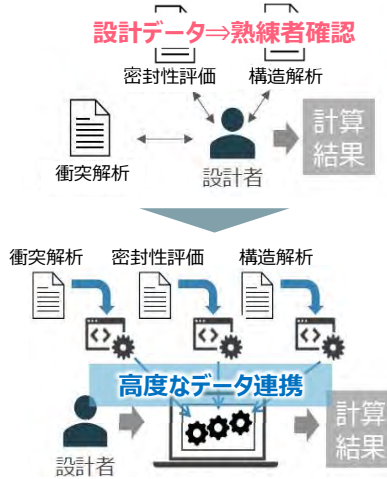 設計データ⇒熟練者確認
密封性評価
構造解析
衝突解析
設計者
計算
結果
衝突解析
密封性評価
構造解析
高度なデータ連携
設計者
計算
結果